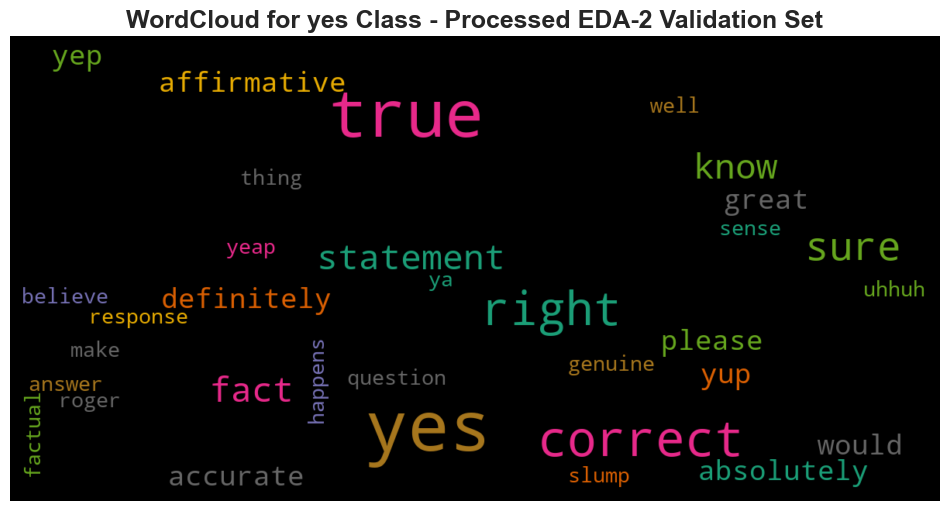 WordCloud for yes Class - Processed EDA-2 Validation Set
yep
affirmative
true
well
know
thing
great
sense
yeap
statement
sure
ya
uhhuh
believe
definitely
right
response
please
make
genuine
yup
question
happens
answer
fact
roger
factual
yes
correct
would
accurate
slump
absolutely